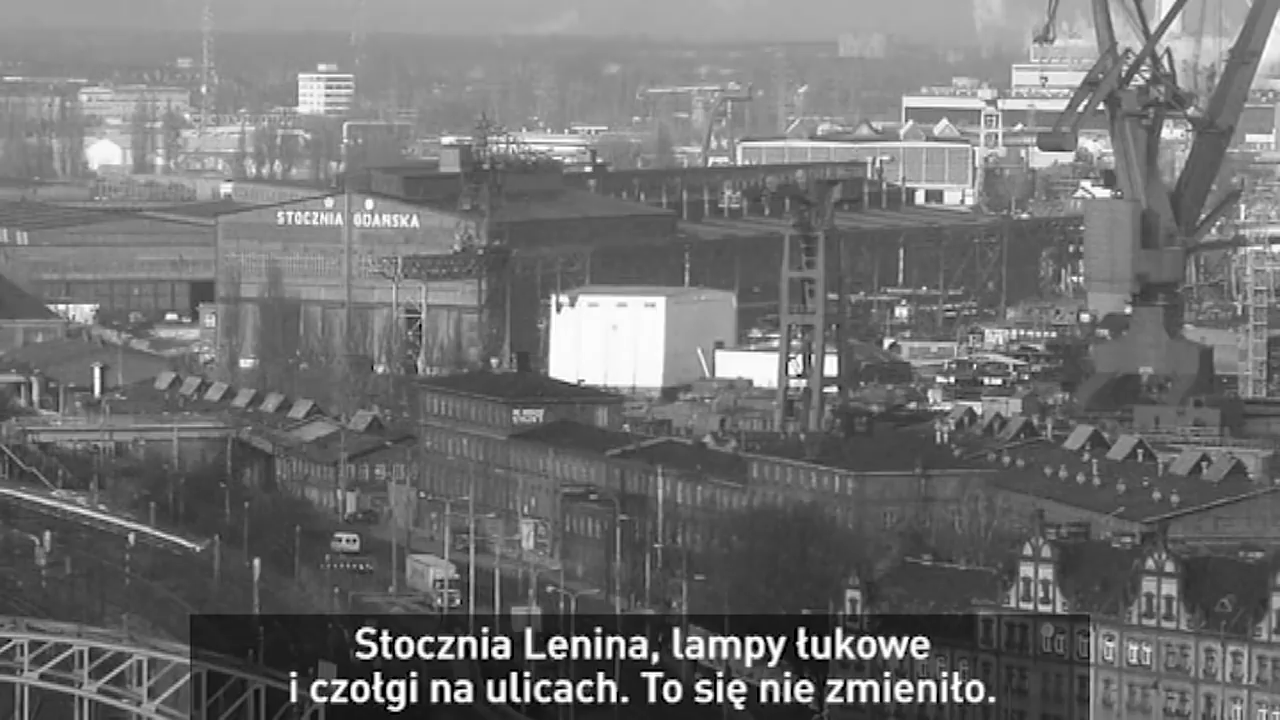 STOCZNIA GDAŃSKA
Stocznia Lenina, lampy łukowe
i czołgi na ulicach. To się nie zmieniło.